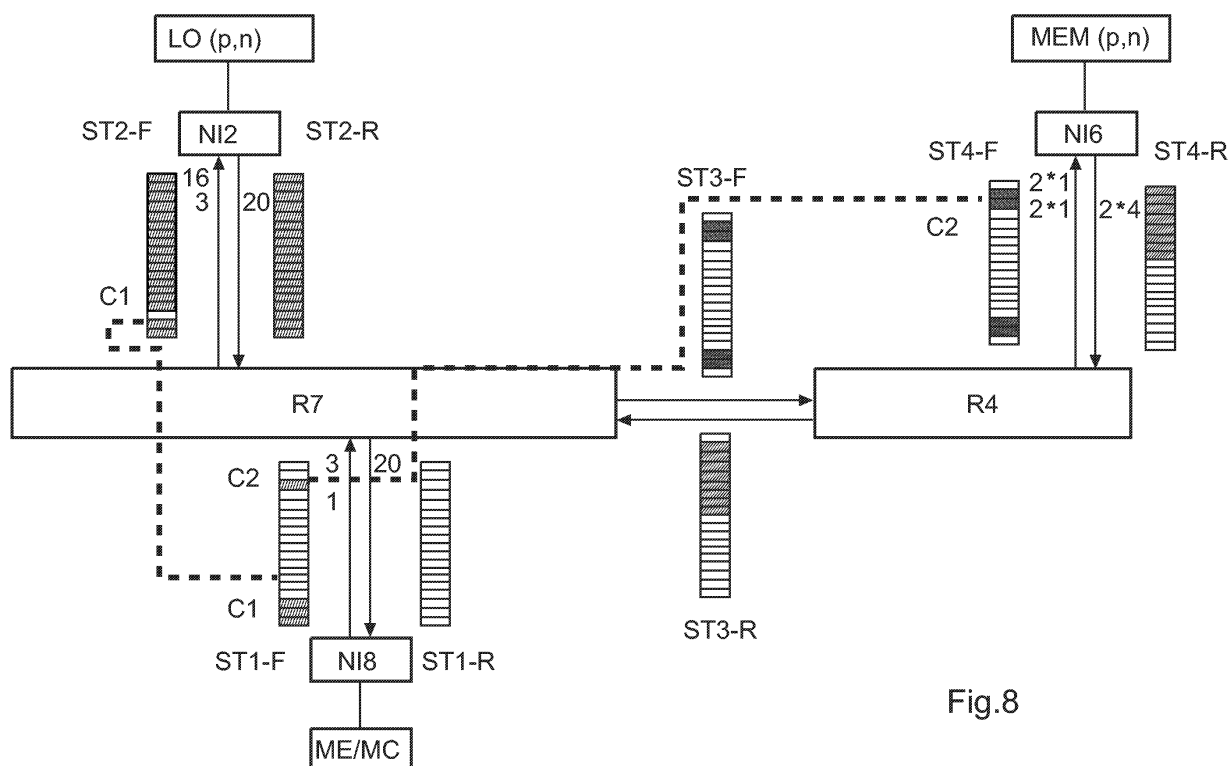 LO (p,n)
MEM (p,n)
ST2-F
NI2
ST2-R
ST4-F
NI6
ST4-R
16
3
20
ST3-F
2*1
2*1
2*4
C2
C1
R7
R4
C2
3
20
1
C1
ST3-R
ST1-F
NI8
ST1-R
Fig.8
ME/MC